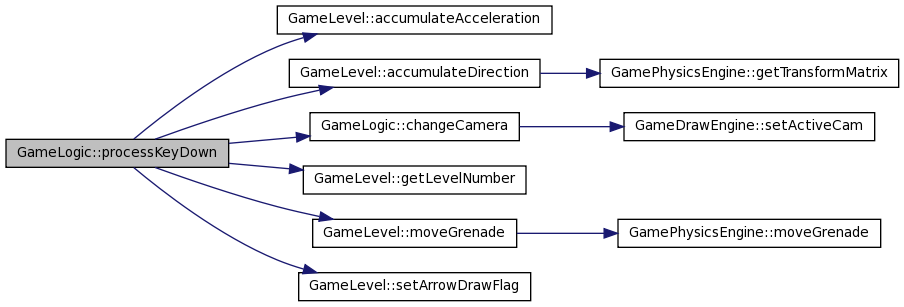 GameLevel::accumulateAcceleration
GameLevel::accumulateDirection
GamePhysicsEngine::getTransformMatrix
GameLogic::changeCamera
GameDrawEngine::setActiveCam
GameLogic::processKeyDown
GameLevel::getLevelNumber
GameLevel::moveGrenade
GamePhysicsEngine::moveGrenade
GameLevel::setArrowDrawFlag